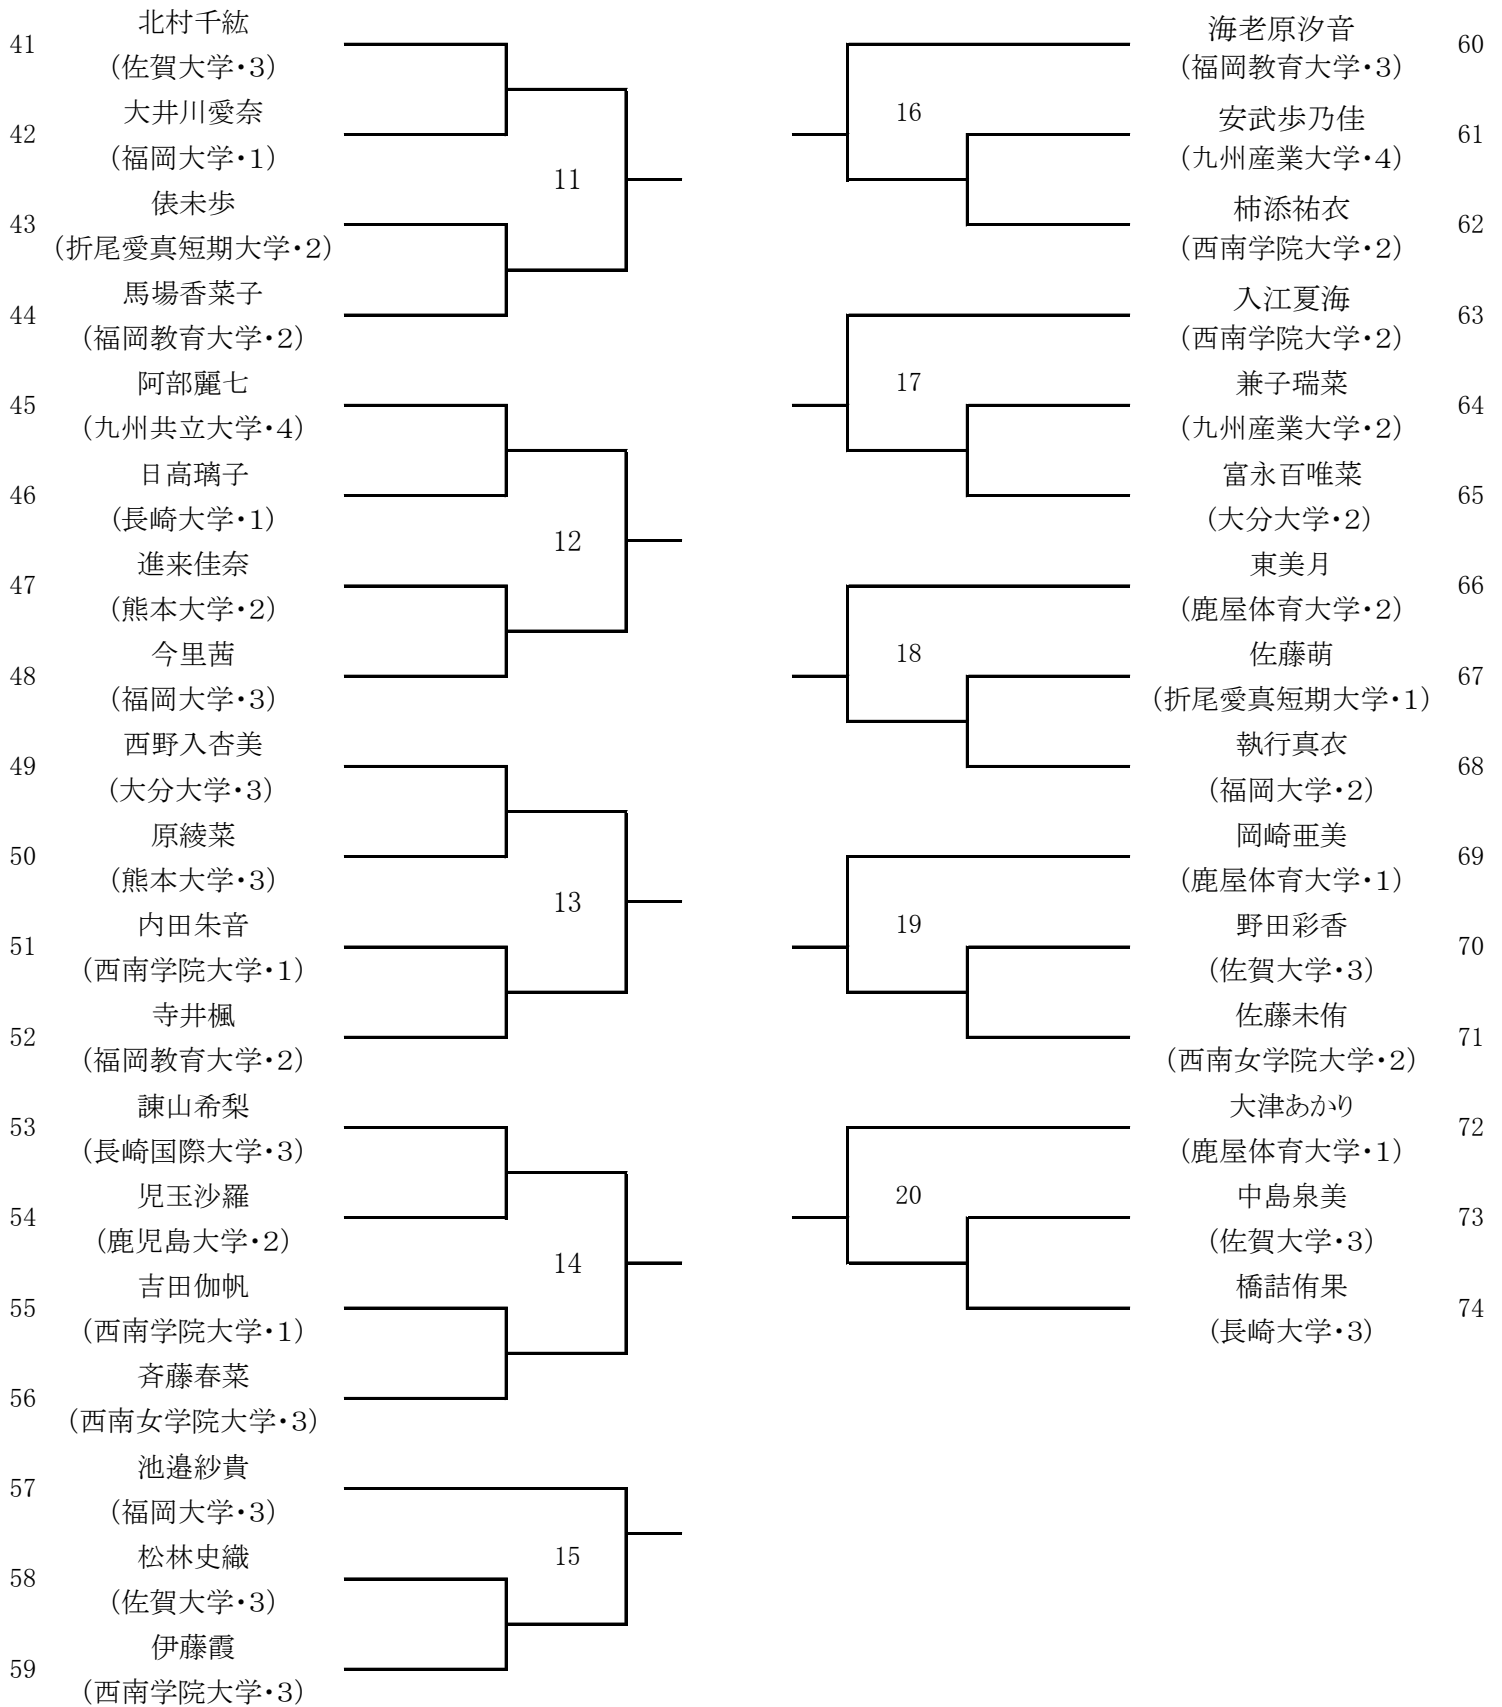 41 北村千紘
(佐賀大学・3)
42 大井川愛奈
(福岡大学・1)
43 俵未歩
(折尾愛真短期大学・2)
44 馬場香菜子
(福岡教育大学・2)
11
45 阿部麗七
(九州共立大学・4)
46 日高璃子
(長崎大学・1)
47 進来佳奈
(熊本大学・2)
48 今里茜
(福岡大学・3)
12
49 西野入杏美
(大分大学・3)
50 原綾菜
(熊本大学・3)
51 内田朱音
(西南学院大学・1)
52 寺井楓
(福岡教育大学・2)
13
53 諫山希梨
(長崎国際大学・3)
54 児玉沙羅
(鹿児島大学・2)
55 吉田伽帆
(西南学院大学・1)
56 斉藤春菜
(西南女学院大学・3)
14
57 池邉紗貴
(福岡大学・3)
58 松林史織
(佐賀大学・3)
59 伊藤霞
(西南学院大学・3)
15
海老原汐音 60
(福岡教育大学・3)
安武歩乃佳 61
(九州産業大学・4)
柿添祐衣 62
(西南学院大学・2)
16
入江夏海 63
(西南学院大学・2)
兼子瑞菜 64
(九州産業大学・2)
富永百唯菜 65
(大分大学・2)
17
東美月 66
(鹿屋体育大学・2)
佐藤萌 67
(折尾愛真短期大学・1)
執行真衣 68
(福岡大学・2)
18
岡崎亜美 69
(鹿屋体育大学・1)
野田彩香 70
(佐賀大学・3)
佐藤未侑 71
(西南女学院大学・2)
19
大津あかり 72
(鹿屋体育大学・1)
中島泉美 73
(佐賀大学・3)
橋詰侑果 74
(長崎大学・3)
20